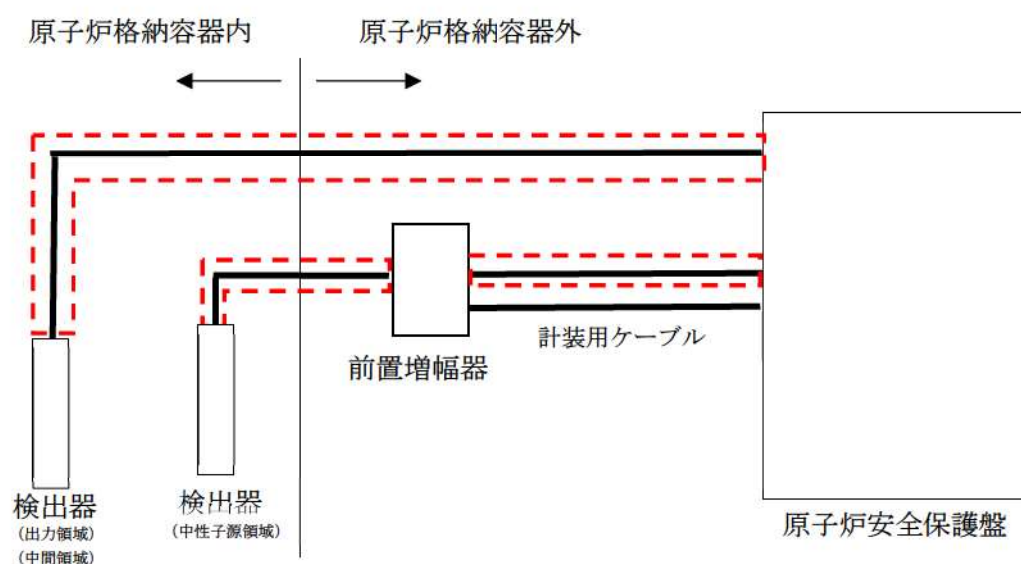 原子炉格納容器内
原子炉格納容器外
計装用ケーブル
前置増幅器
検出器
(出力領域)
(中間領域)
検出器
(中性子源領域)
原子炉安全保護盤